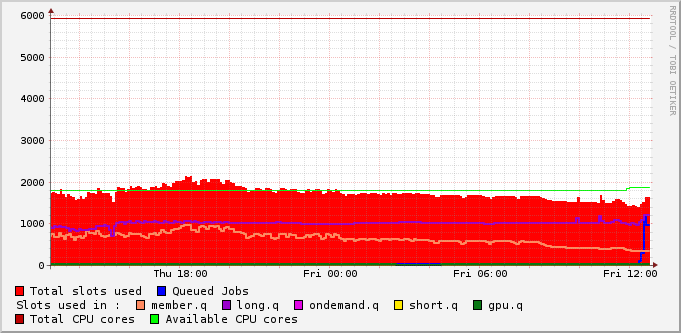 6000
5000
4000
3000
2000
1000
0
Thu 18:00 Fri 00:00 Fri 06:00 Fri 12:00
Total slots used Queued Jobs
Slots used in : member.q long.q ondemand.q short.q gpu.q
Total CPU cores Available CPU cores
RRDTOOL / TOBI OETIKER